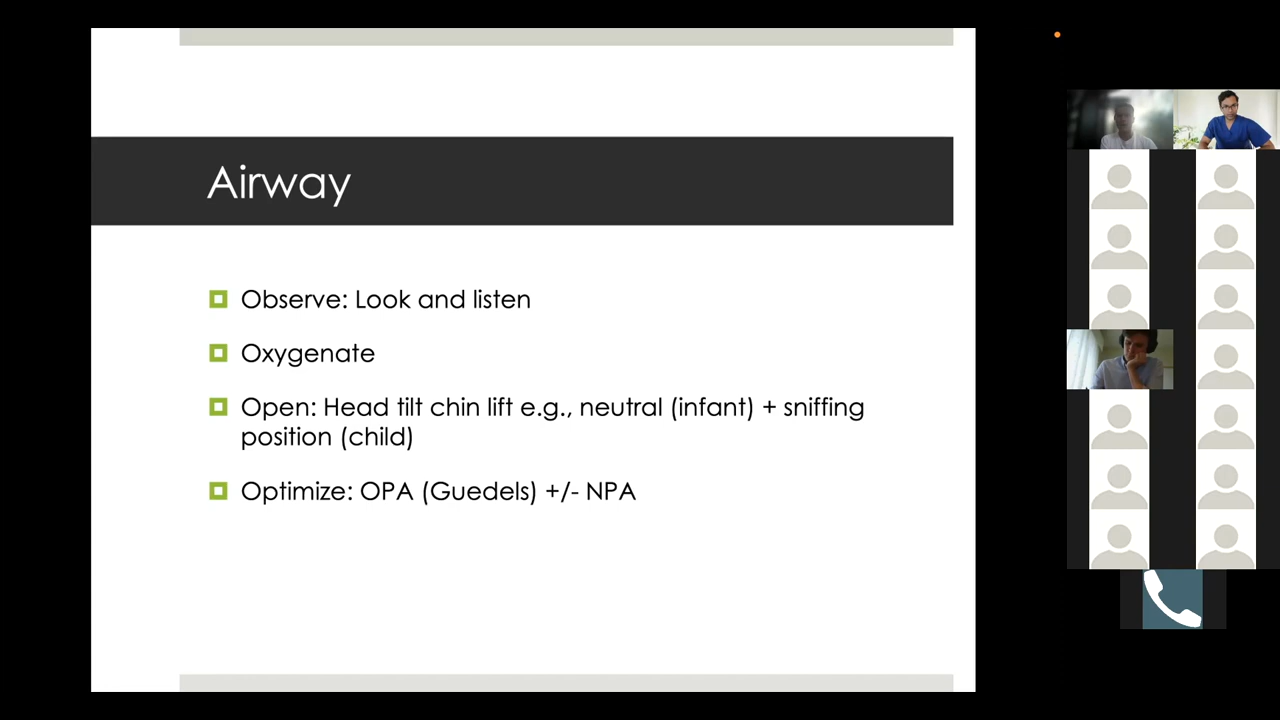 Airway
Observe: Look and listen
Oxygenate
Open: Head tilt chin lift e.g., neutral (infant) + sniffing
position (child)
Optimize: OPA (Guedels) +/- NPA